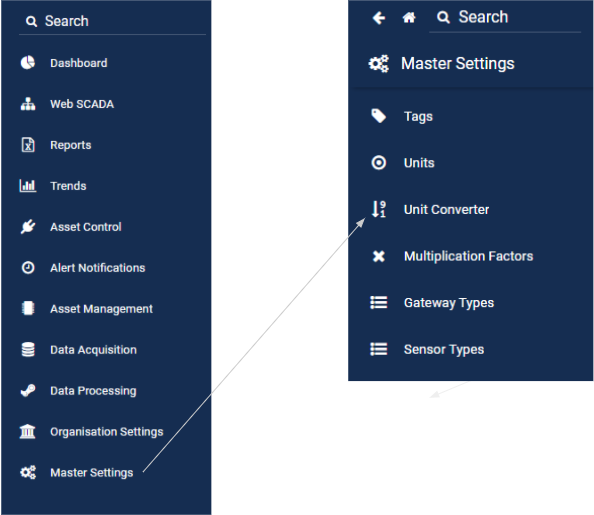 Search
Dashboard
Web SCADA
Reports
Trends
Asset Control
Alert Notifications
Asset Management
Data Acquisition
Data Processing
Organisation Settings
Master Settings
Search
Master Settings
Tags
Units
Unit Converter
Multiplication Factors
Gateway Types
Sensor Types